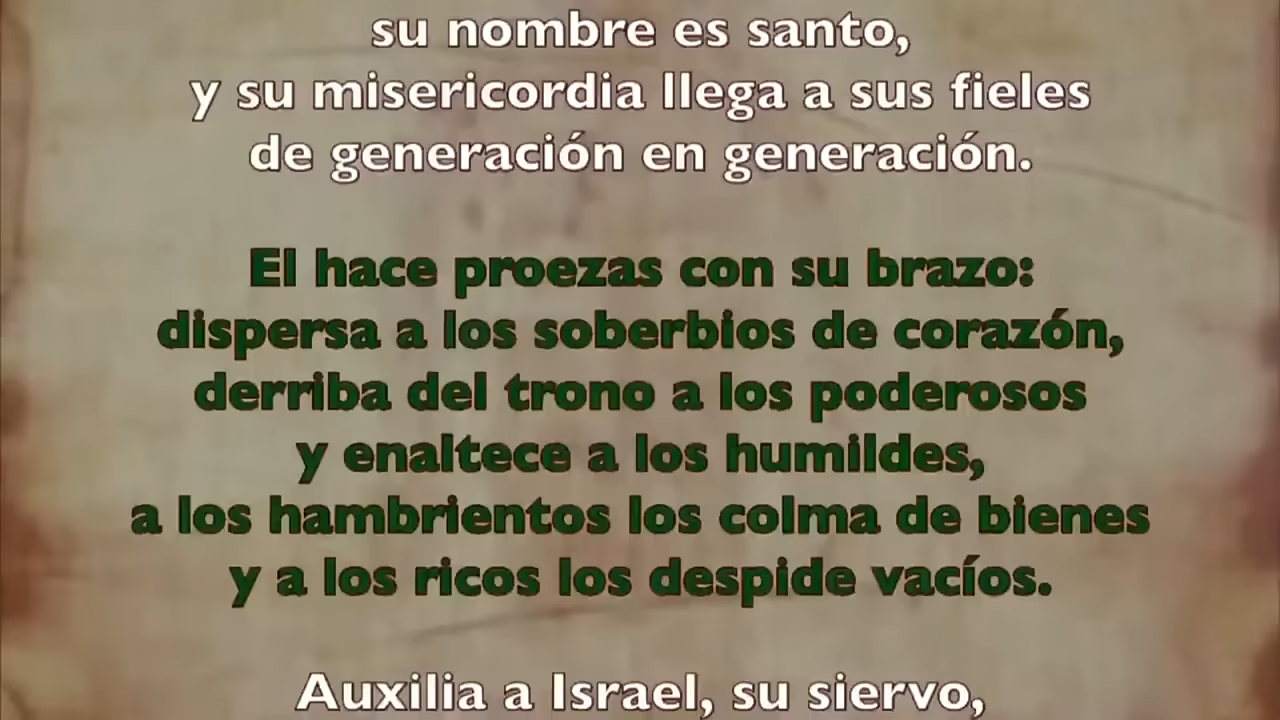 su nombre es santo,
y su misericordia llega a sus fieles
de generación en generación.
El hace proezas con su brazo:
dispersa a los soberbios de corazón,
derriba del trono a los poderosos
y enaltece a los humildes,
a los hambrientos los colma de bienes
y a los ricos los despide vacíos.
Auxilia a Israel, su siervo,